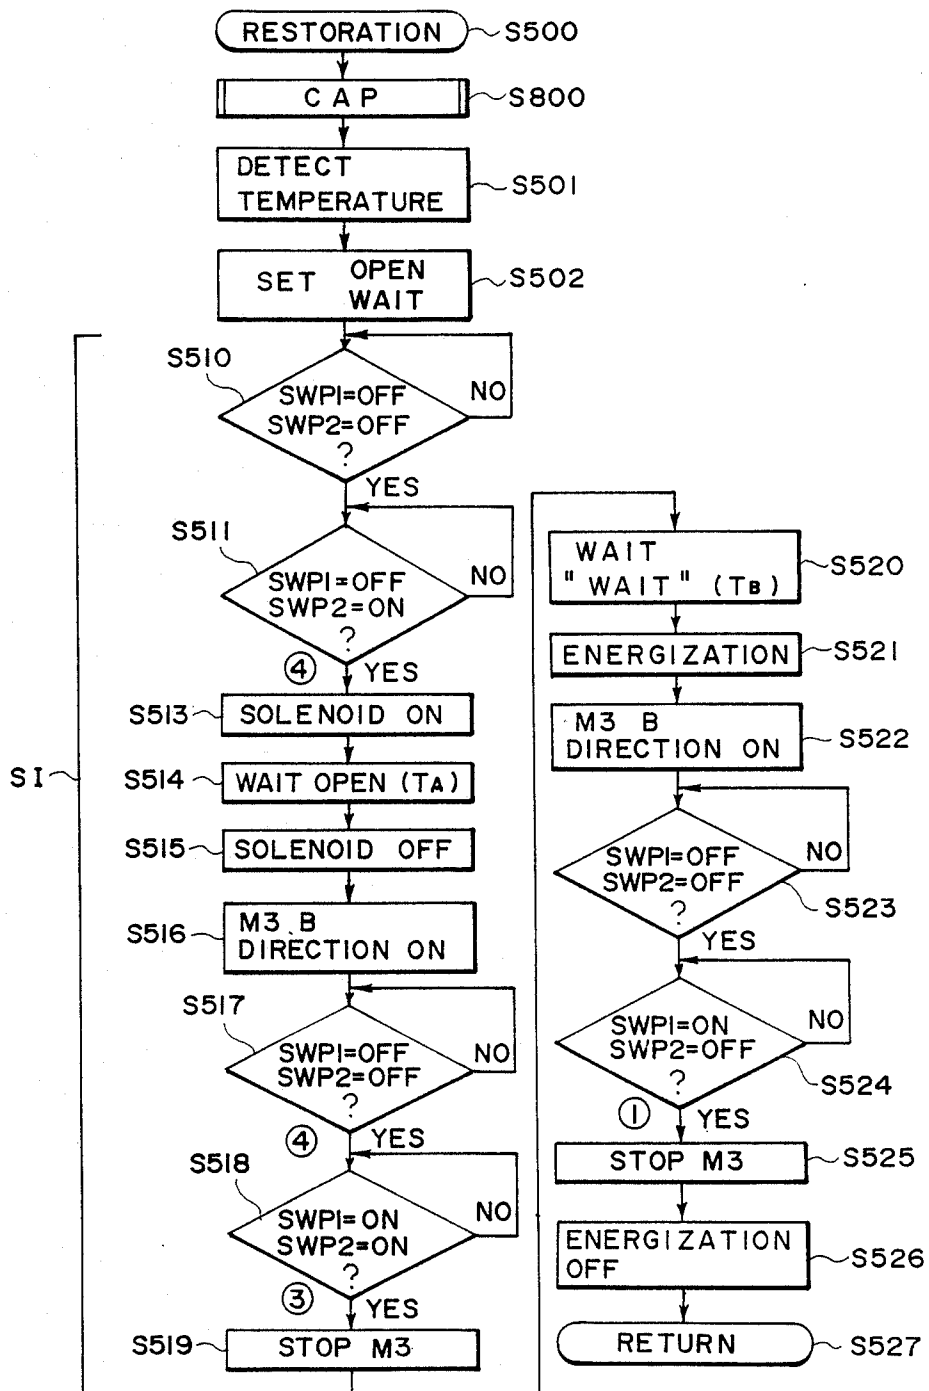 RESTORATION S500
CAP S800
DETECT
TEMPERATURE S501
SET OPEN
WAIT S502
S510
SWP1=OFF
SWP2=OFF
?
NO
YES
S511
SWP1=OFF
SWP2=ON
?
NO
④ YES
S513 SOLENOID ON
S514 WAIT OPEN (TA)
S515 SOLENOID OFF
S516 M3 B
DIRECTION ON
S517
SWP1=OFF
SWP2=OFF
?
NO
④ YES
S518
SWP1=ON
SWP2=ON
?
NO
③ YES
S519 STOP M3
SI
WAIT
"WAIT" (TB) S520
ENERGIZATION S521
M3 B
DIRECTION ON S522
SWP1=OFF
SWP2=OFF
?
NO
S523
YES
SWP1=ON
SWP2=OFF
?
NO
S524
① YES
STOP M3 S525
ENERGIZATION
OFF S526
RETURN S527